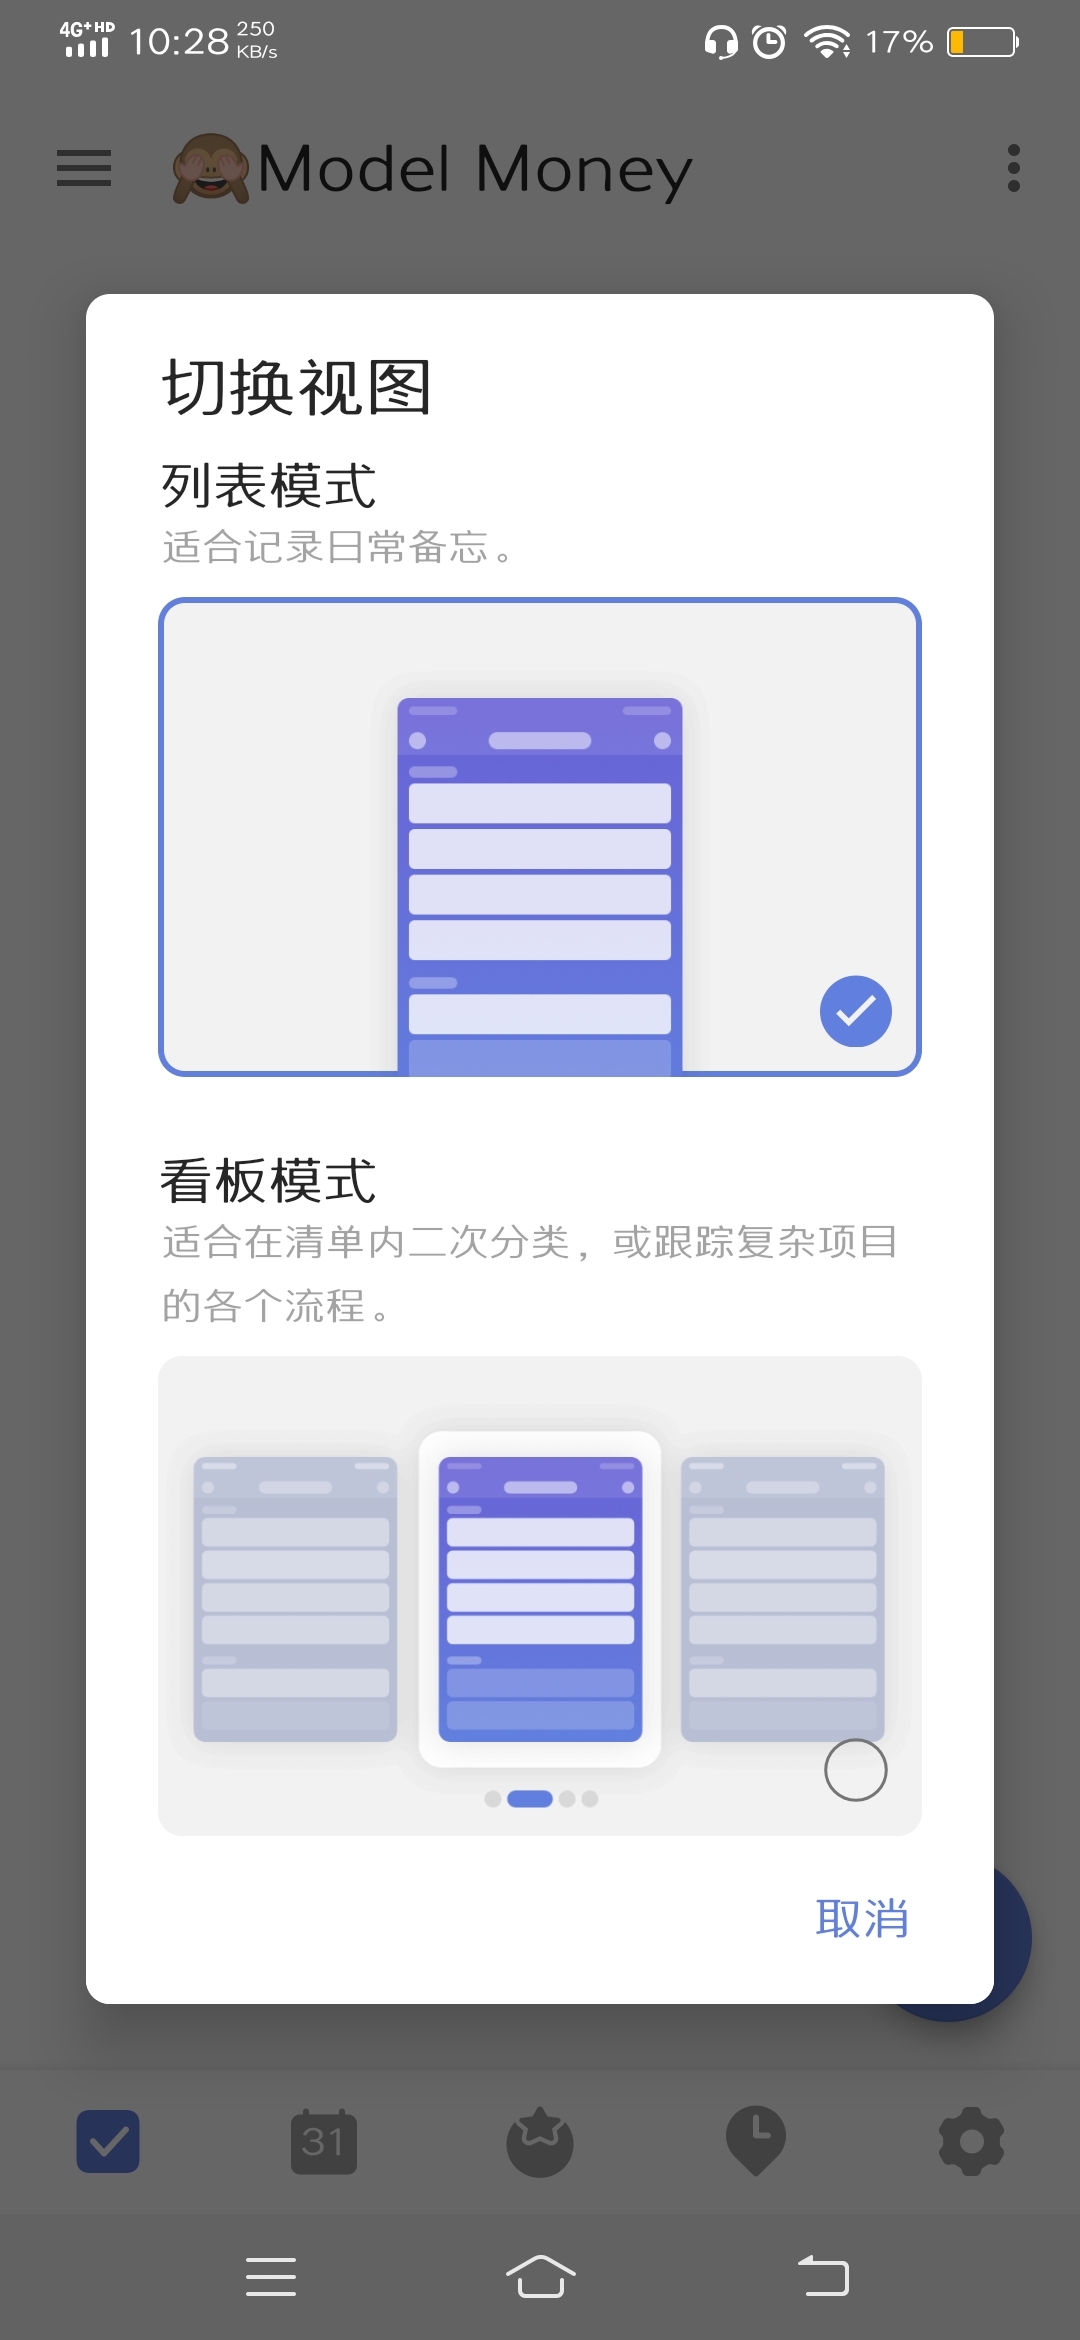 4G+ HD 10:28 250 KB/s 17%
🙈Model Money
切换视图
列表模式
适合记录日常备忘。
看板模式
适合在清单内二次分类，或跟踪复杂项目
的各个流程。
取消
31